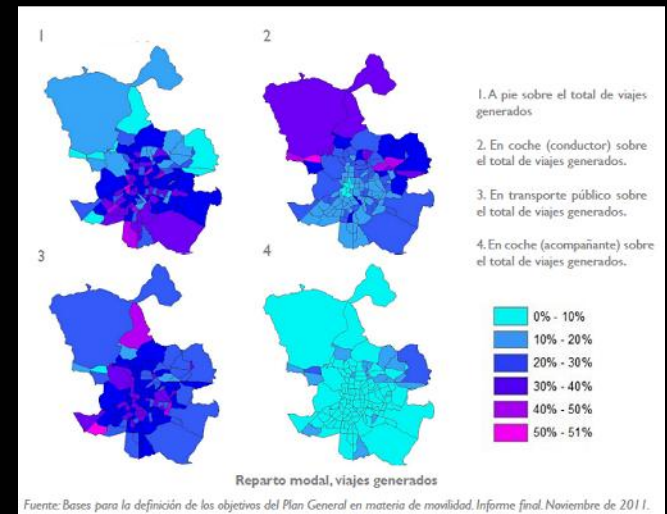 1
2
1. A pie sobre el total de viajes
generados
2. En coche (conductor) sobre
el total de viajes generados.
3. En transporte público sobre
el total de viajes generados.
4. En coche (acompañante) sobre
el total de viajes generados.
3
4
0% - 10%
10% - 20%
20% - 30%
30% - 40%
40% - 50%
50% - 51%
Reparto modal, viajes generados
Fuente: Bases para la definición de los objetivos del Plan General en materia de movilidad. Informe final. Noviembre de 2011.